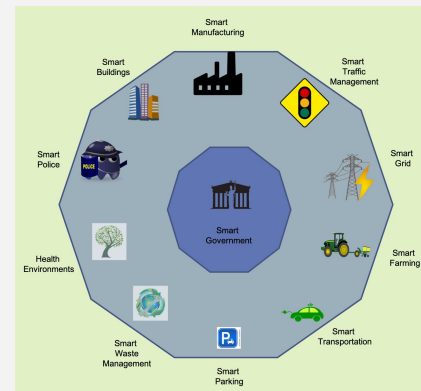 Smart
Manufacturing
Smart
Buildings
Smart
Traffic
Management
Smart
Police
POLICE
Smart
Grid
Smart
Government
Health
Environments
Smart
Farming
Smart
Waste
Management
Smart
Transportation
P
Smart
Parking